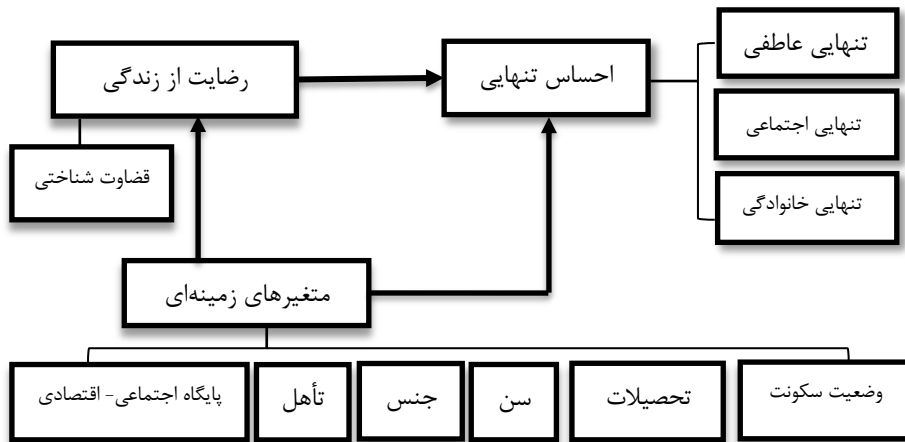 تنهایی عاطفی
احساس تنهایی
رضایت از زندگی
تنهایی اجتماعی
قضاوت شناختی
تنهایی خانوادگی
متغیرهای زمینه‌ای
وضعیت سکونت
تحصیلات
سن
جنس
تأهل
پایگاه اجتماعی- اقتصادی